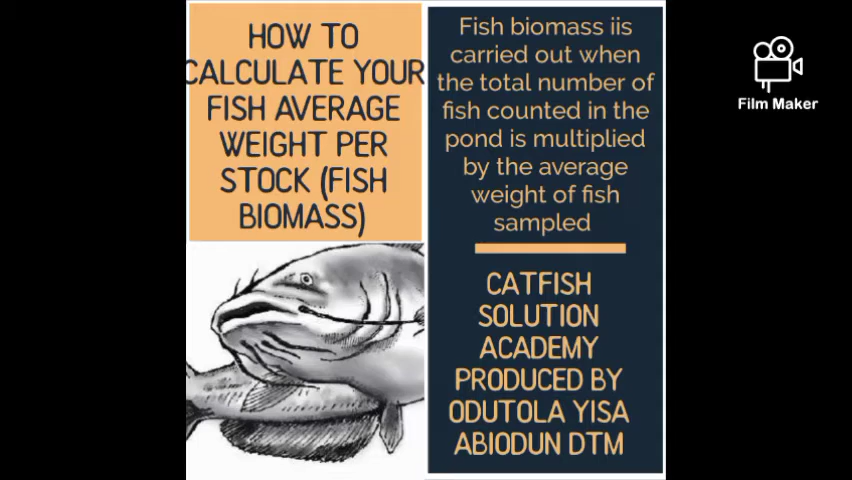 HOW TO
CALCULATE YOUR
FISH AVERAGE
WEIGHT PER
STOCK (FISH
BIOMASS)
Fish biomass iis
carried out when
the total number of
fish counted in the
pond is multiplied
by the average
weight of fish
sampled
CATFISH
SOLUTION
ACADEMY
PRODUCED BY
ODUTOLA YISA
ABIODUN DTM
Film Maker